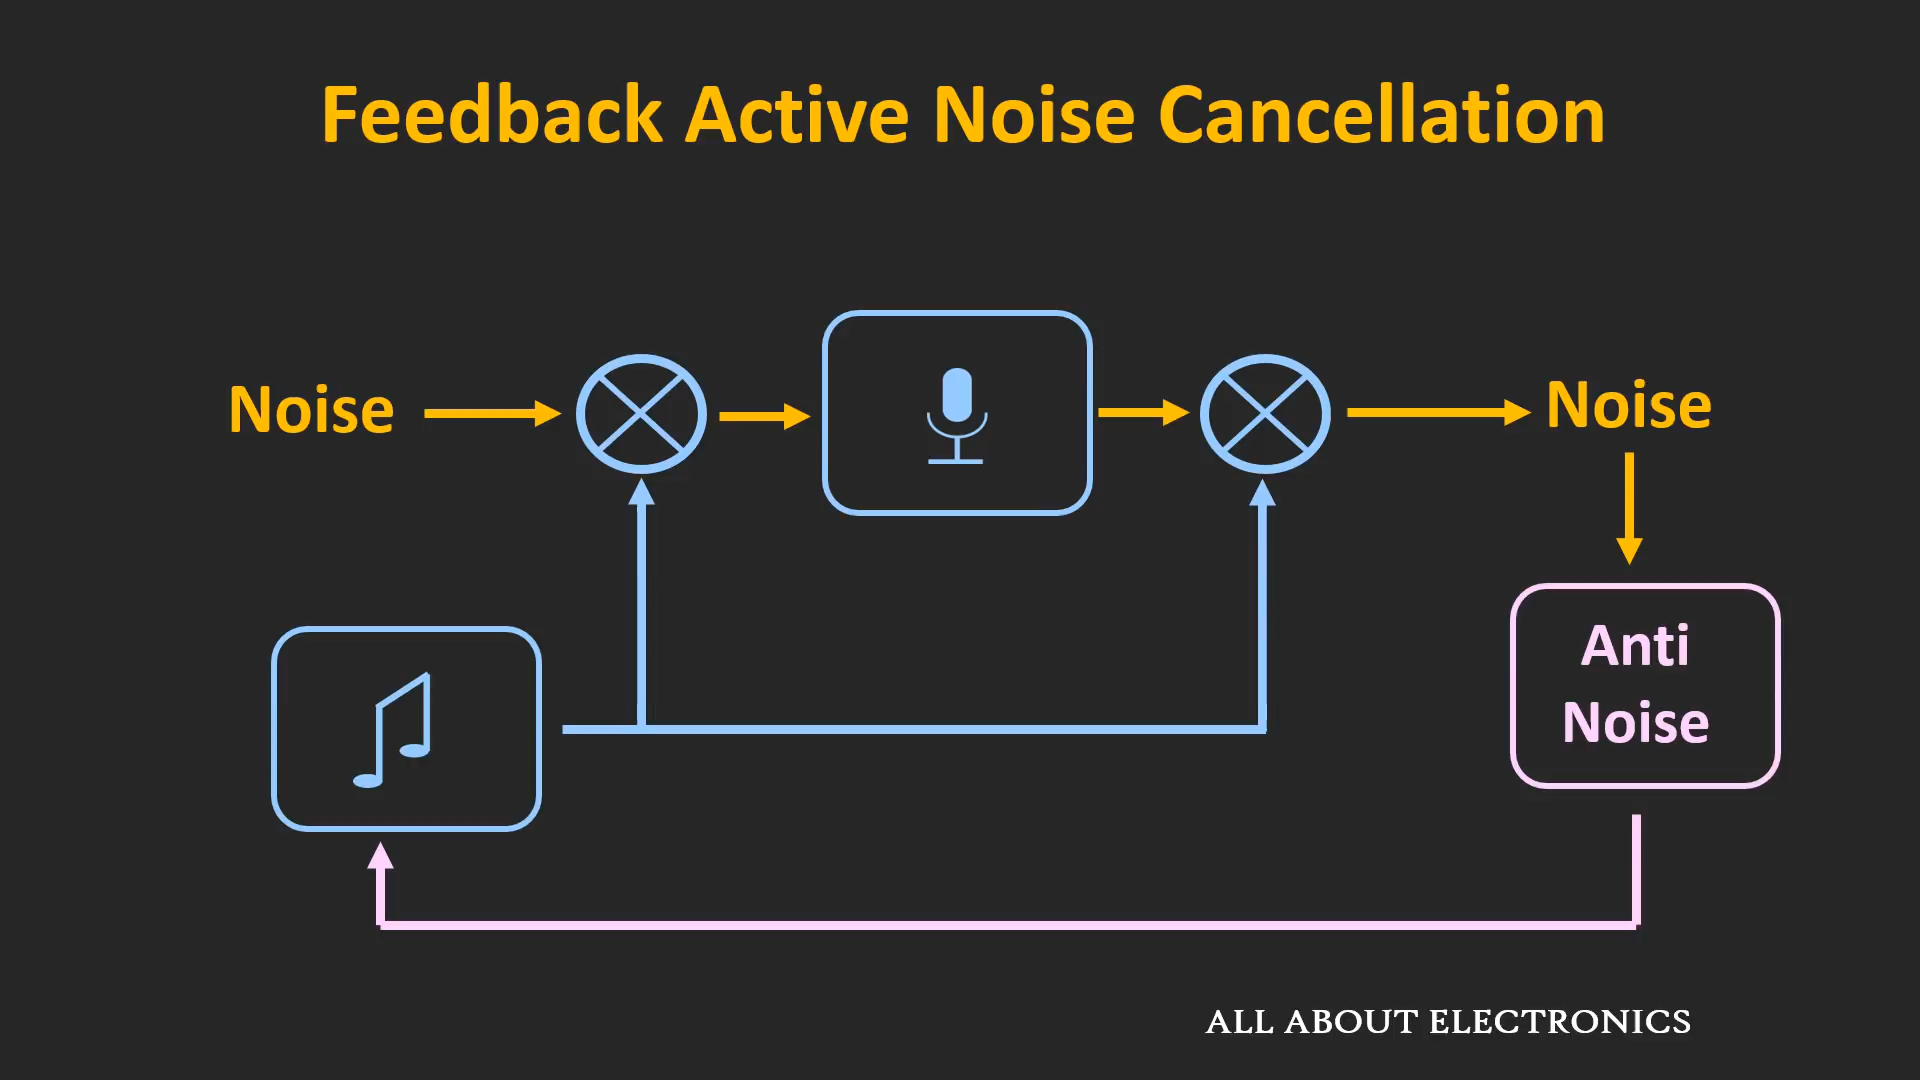 Feedback Active Noise Cancellation
Noise
Noise
Anti
Noise
ALL ABOUT ELECTRONICS